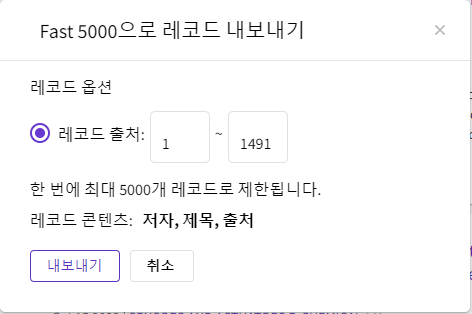 Fast 5000으로 레코드 내보내기
×
레코드 옵션
레코드 출처: 1 ~ 1491
한 번에 최대 5000개 레코드로 제한됩니다.
레코드 콘텐츠: 저자, 제목, 출처
내보내기 취소